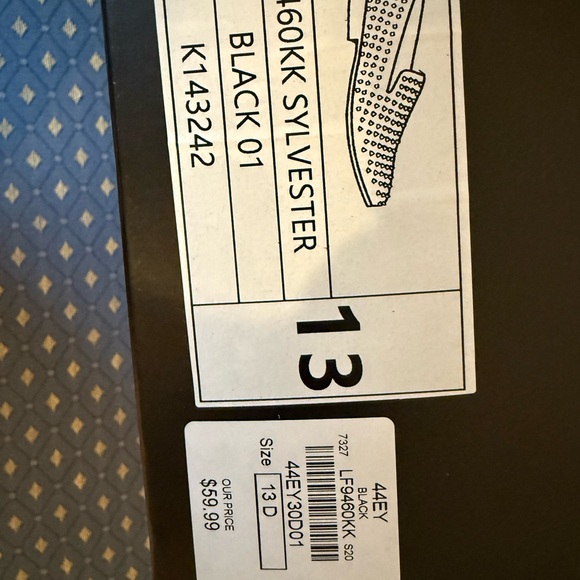 460KK SYLVESTER
BLACK 01
K143242
13
44EY
BLACK
7327 LF9460KK S20
44EY30D01
Size 13 D
OUR PRICE
$59.99